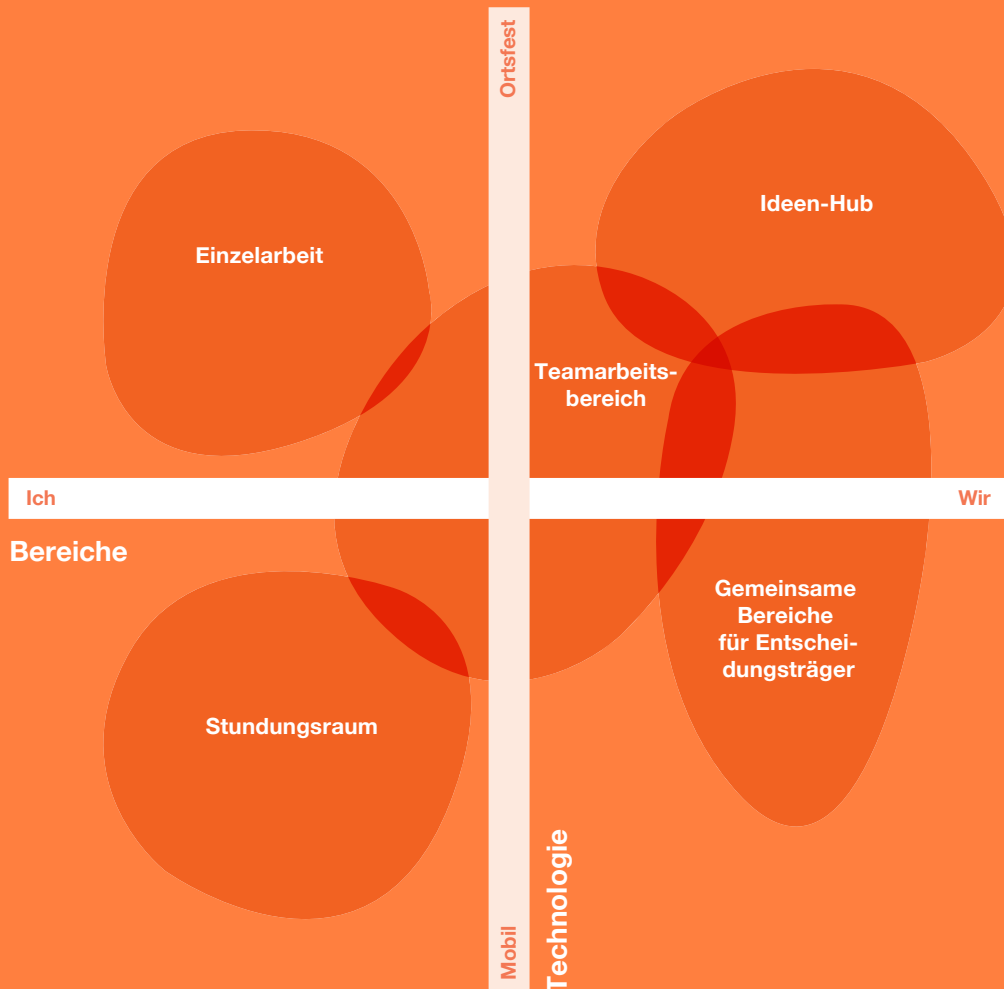 Ortsfest
Ideen-Hub
Einzelarbeit
Teamarbeits-
bereich
Ich
Wir
Bereiche
Gemeinsame
Bereiche
für Entschei-
dungsträger
Stundungsraum
Technologie
Mobil